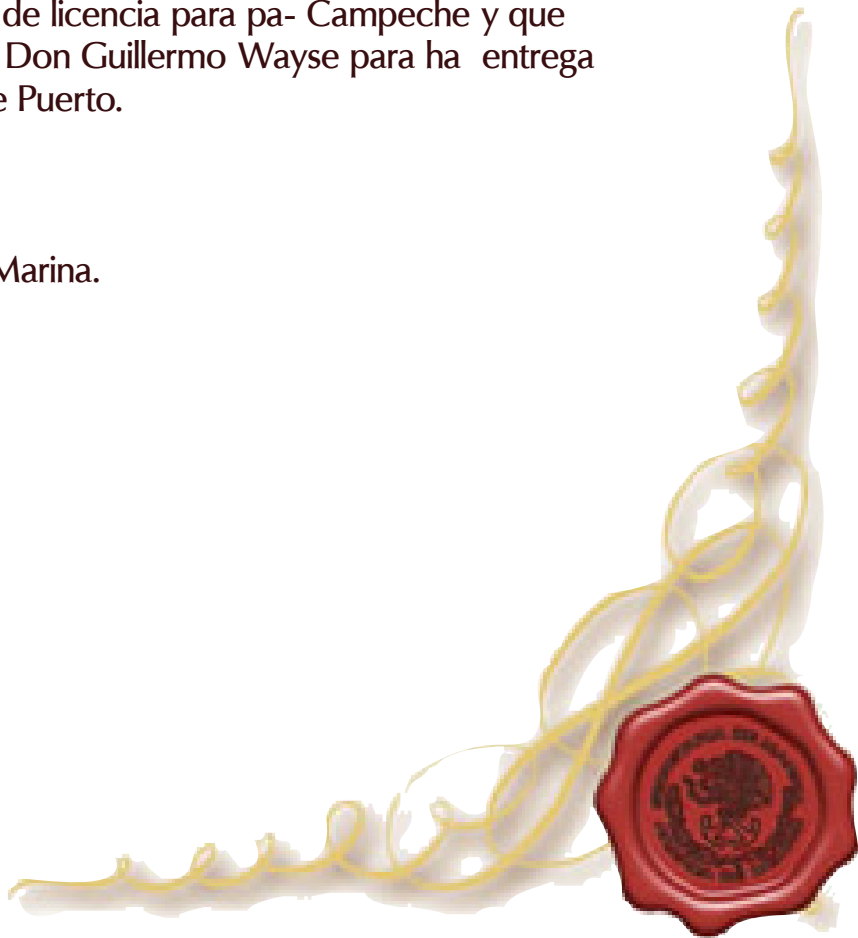 de licencia para pa- Campeche y que
Don Guillermo Wayse para ha entrega
e Puerto.
Marina.